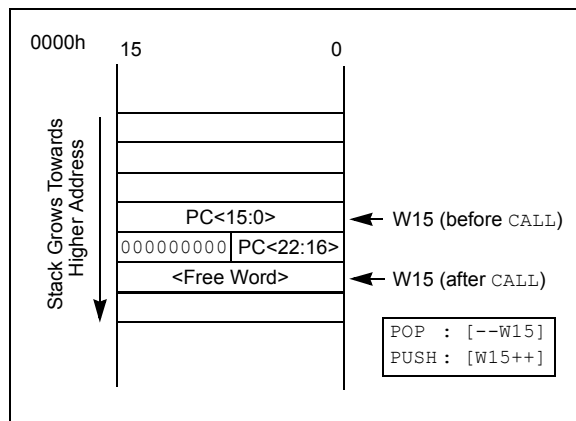 0000h
15 0
Stack Grows Towards
Higher Address
PC<15:0>
W15 (before CALL)
000000000 PC<22:16>
<Free Word>
W15 (after CALL)
POP : [--W15]
PUSH : [W15++]